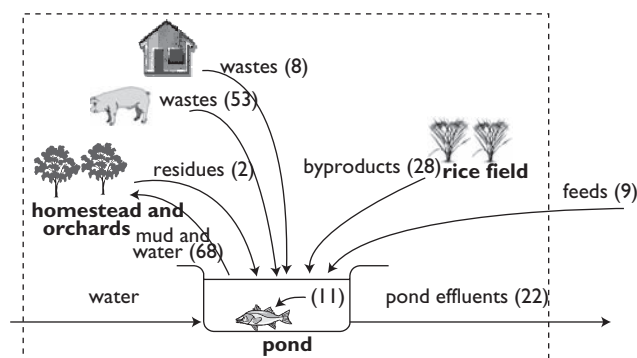 wastes (8)
wastes (53)
residues (2)
byproducts (28)
rice field
feeds (9)
homestead and
orchards
mud and
water (68)
water
(11)
pond effluents (22)
pond